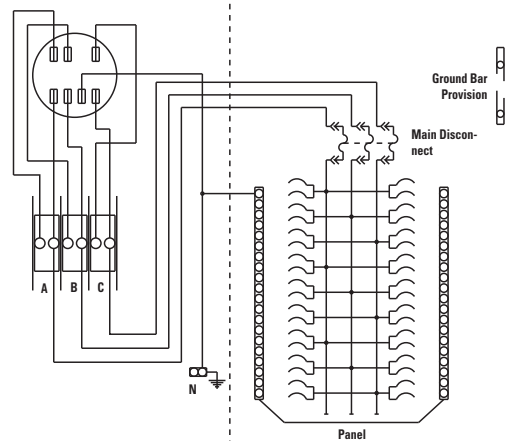 Ground Bar
Provision
Main Discon-
nect
A
B
C
N
Panel